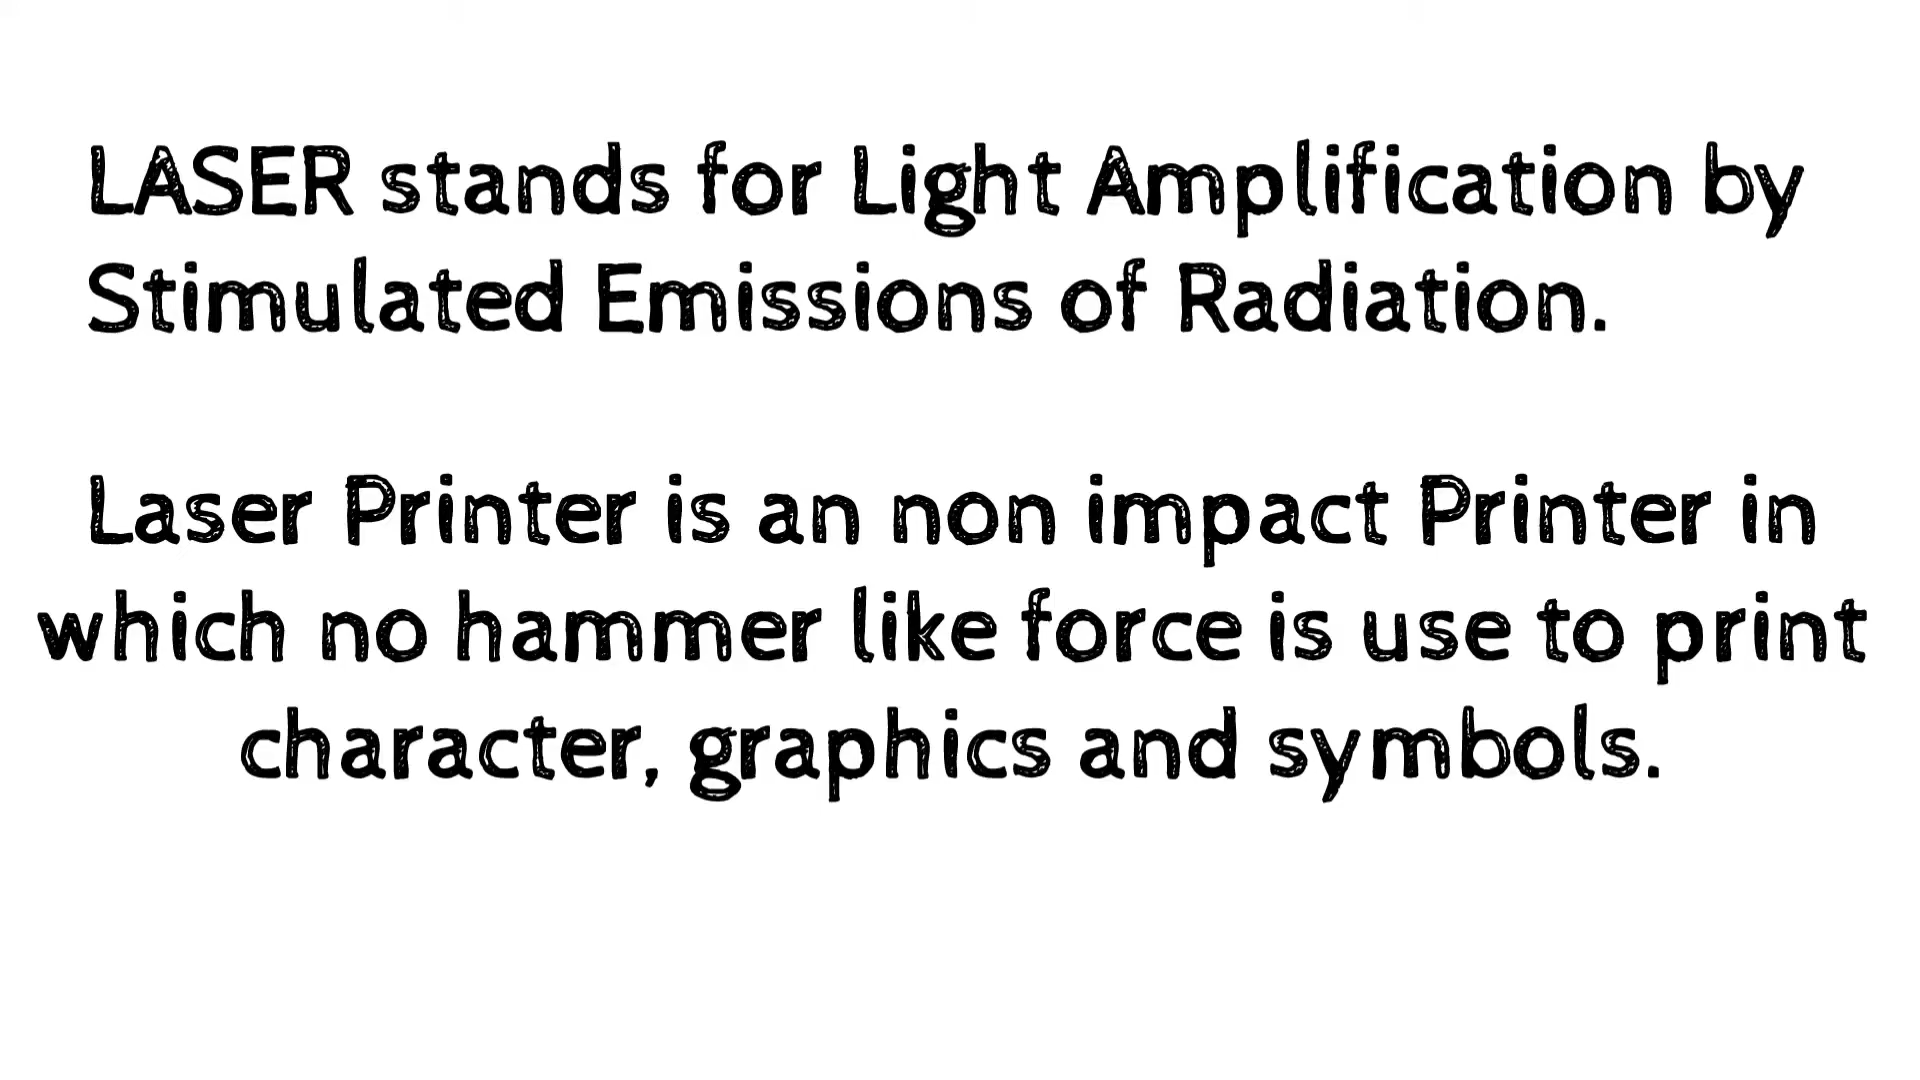 LASER stands for Light Amplification by
Stimulated Emissions of Radiation.
Laser Printer is an non impact Printer in
which no hammer like force is use to print
character, graphics and symbols.